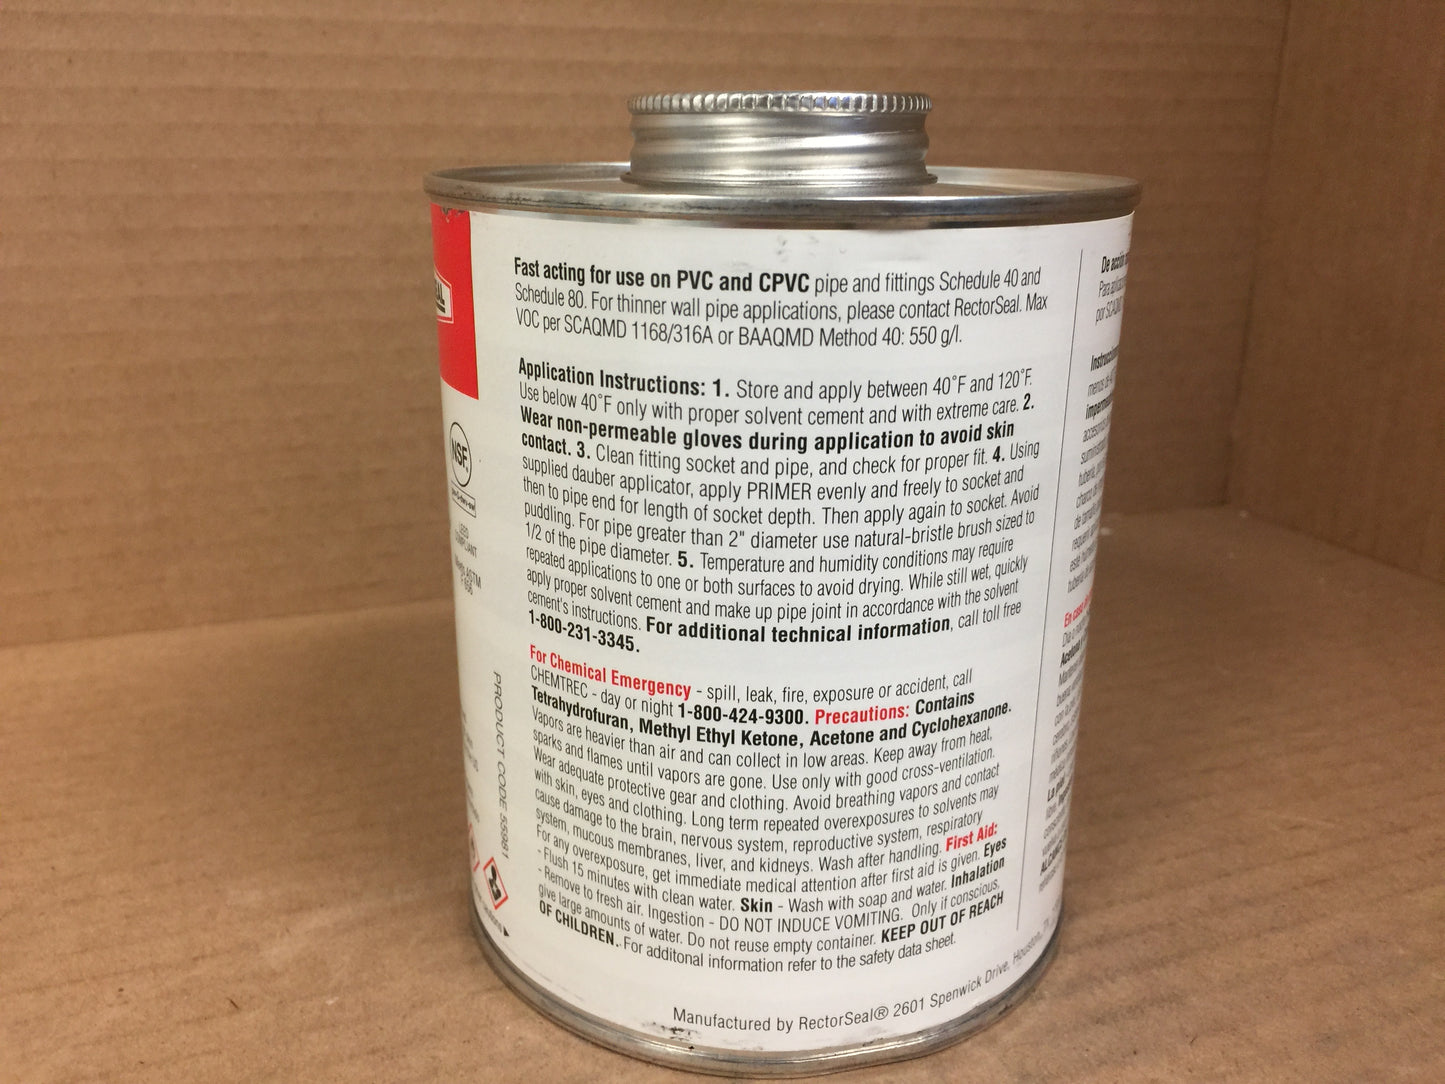 Fast acting for use on PVC and CPVC pipe and fittings Schedule 40 and
Schedule 80. For thinner wall pipe applications, please contact RectorSeal. Max
VOC per SCAQMD 1168/316A or BAAQMD Method 40: 550 g/l.
Application Instructions: 1. Store and apply between 40˚F and 120˚F.
Use below 40˚F only with proper solvent cement and with extreme care. 2.
Wear non-permeable gloves during application to avoid skin
contact. 3. Clean fitting socket and pipe, and check for proper fit. 4. Using
supplied dauber applicator, apply PRIMER evenly and freely to socket and
then to pipe end for length of socket depth. Then apply again to socket. Avoid
puddling. For pipe greater than 2" diameter use natural-bristle brush sized to
1/2 of the pipe diameter. 5. Temperature and humidity conditions may require
repeated applications to one or both surfaces to avoid drying. While still wet, quickly
apply proper solvent cement and make up pipe joint in accordance with the solvent
cement's instructions. For additional technical information, call toll free
1-800-231-3345.
For Chemical Emergency - spill, leak, fire, exposure or accident, call
CHEMTREC - day or night 1-800-424-9300. Precautions: Contains
Tetrahydrofuran, Methyl Ethyl Ketone, Acetone and Cyclohexanone.
Vapors are heavier than air and can collect in low areas. Keep away from heat,
sparks and flames until vapors are gone. Use only with good cross-ventilation.
Wear adequate protective gear and clothing. Avoid breathing vapors and contact
with skin, eyes and clothing. Long term repeated overexposures to solvents may
cause damage to the brain, nervous system, reproductive system, respiratory
system, mucous membranes, liver, and kidneys. Wash after handling. First Aid:
For any overexposure, get immediate medical attention after first aid is given. Eyes
- Flush 15 minutes with clean water. Skin - Wash with soap and water. Inhalation
- Remove to fresh air. Ingestion - DO NOT INDUCE VOMITING. Only if conscious,
give large amounts of water. Do not reuse empty container. KEEP OUT OF REACH
OF CHILDREN. For additonal information refer to the safety data sheet.
Manufactured by RectorSeal® 2601 Spenwick Drive, Houston,
NSF
LEED
COMPLIANT
Meets ASTM
F 656
PRODUCT CODE 55981
De acción